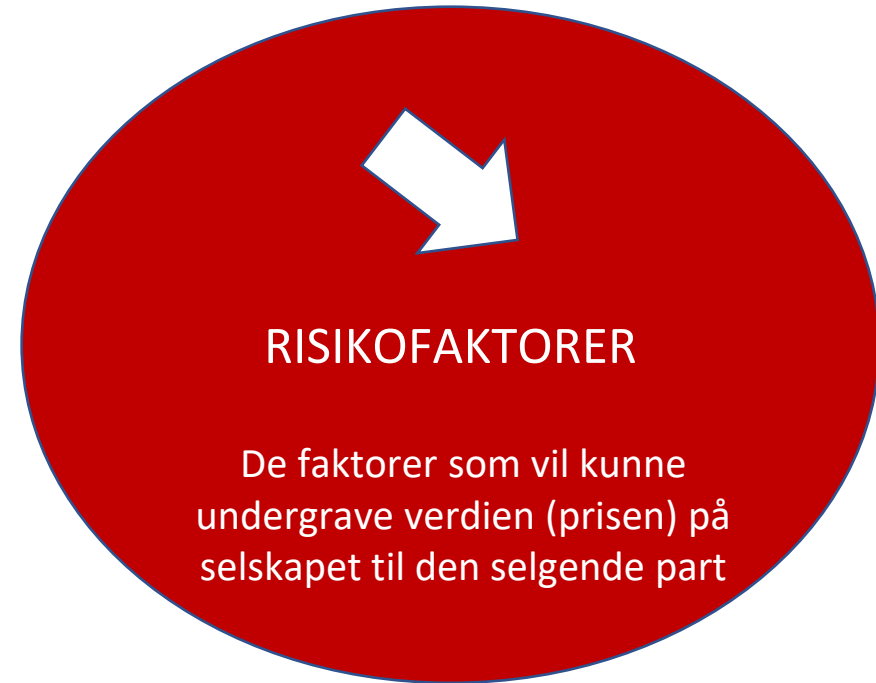 RISIKOFAKTORER
De faktorer som vil kunne
undergrave verdien (prisen) på
selskapet til den selgende part